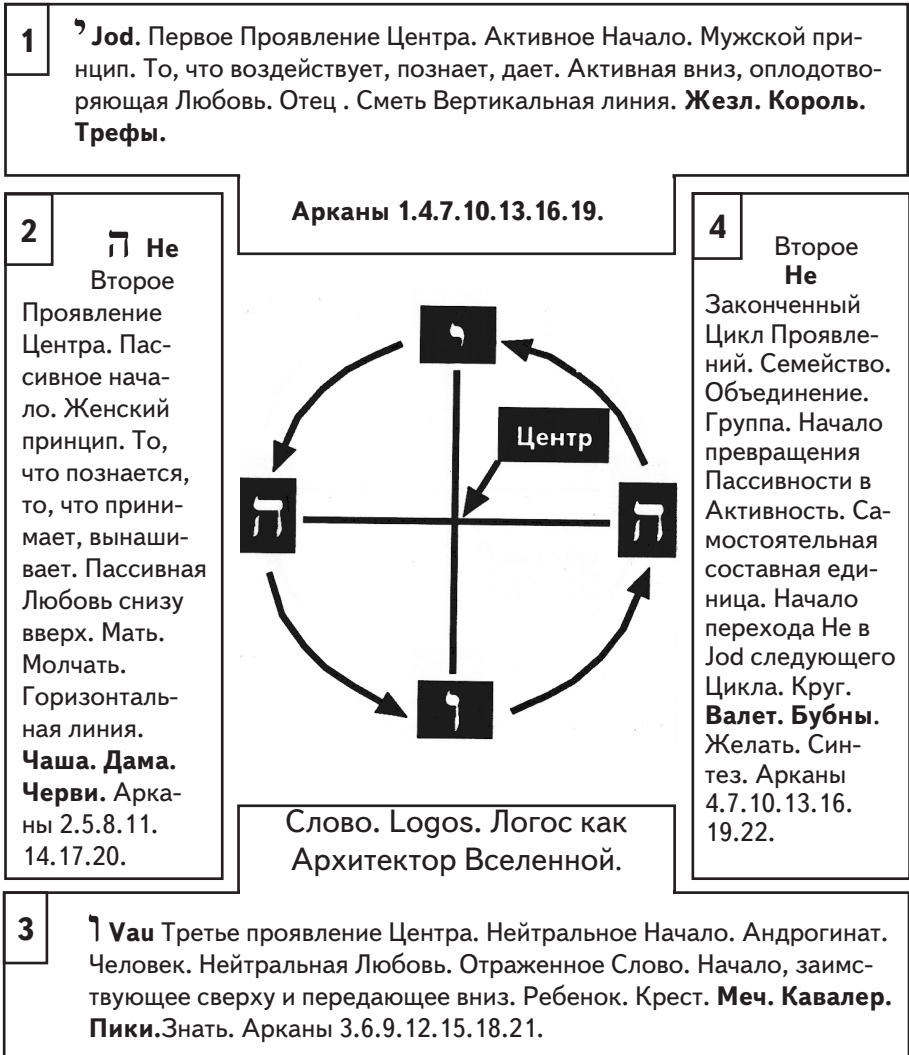 1
י Jod. Первое Проявление Центра. Активное Начало. Мужской при-
нцип. То, что воздействует, познает, дает. Активная вниз, оплодотво-
ряющая Любовь. Отец . Сметь Вертикальная линия. Жезл. Король.
Трефы.
Арканы 1.4.7.10.13.16.19.
2
ה He
Второе
Проявление
Центра. Пас-
сивное нача-
ло. Женский
принцип. То,
что познается,
то, что прини-
мает, вынаши-
вает. Пассивная
Любовь снизу
вверх. Мать.
Молчать.
Горизонталь-
ная линия.
Чаша. Дама.
Черви. Арка-
ны 2.5.8.11.
14.17.20.
י
Центр
ה
ה
ו
4
Второе
He
Законченный
Цикл Проявле-
ний. Семейство.
Объединение.
Группа. Начало
превращения
Пассивности в
Активность. Са-
мостоятельная
составная еди-
ница. Начало
перехода Не в
Jod следующего
Цикла. Круг.
Валет. Бубны.
Желать. Син-
тез. Арканы
4.7.10.13.16.
19.22.
Слово. Logos. Логос как
Архитектор Вселенной.
3
ו Vau Третье проявление Центра. Нейтральное Начало. Андрогинат.
Человек. Нейтральная Любовь. Отраженное Слово. Начало, заимс-
твующее сверху и передающее вниз. Ребенок. Крест. Меч. Кавалер.
Пики.Знать. Арканы 3.6.9.12.15.18.21.